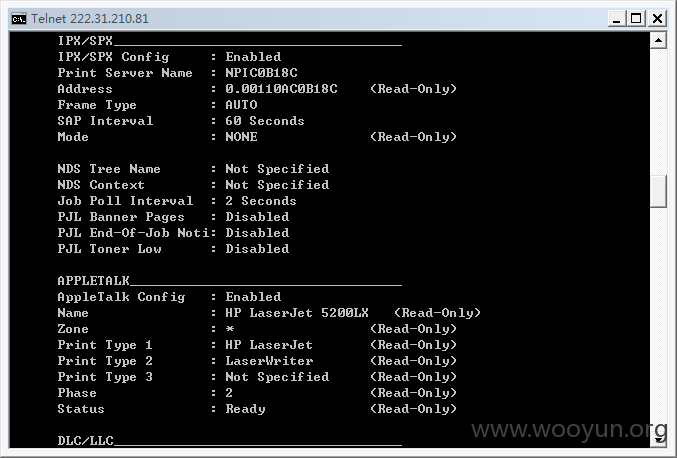 Telnet 222.31.210.81
IPX/SPX____________________________________
IPX/SPX Config : Enabled
Print Server Name : NPIC0B18C
Address : 0.00110AC0B18C (Read-Only)
Frame Type : AUTO
SAP Interval : 60 Seconds
Mode : NONE (Read-Only)
NDS Tree Name : Not Specified
NDS Context : Not Specified
Job Poll Interval : 2 Seconds
PJL Banner Pages : Disabled
PJL End-Of-Job Noti: Disabled
PJL Toner Low : Disabled
APPLETALK__________________________________
AppleTalk Config : Enabled
Name : HP LaserJet 5200LX (Read-Only)
Zone : * (Read-Only)
Print Type 1 : HP LaserJet (Read-Only)
Print Type 2 : LaserWriter (Read-Only)
Print Type 3 : Not Specified (Read-Only)
Phase : 2 (Read-Only)
Status : Ready (Read-Only)
DLC/LLC____________________________________
www.wooyun.org